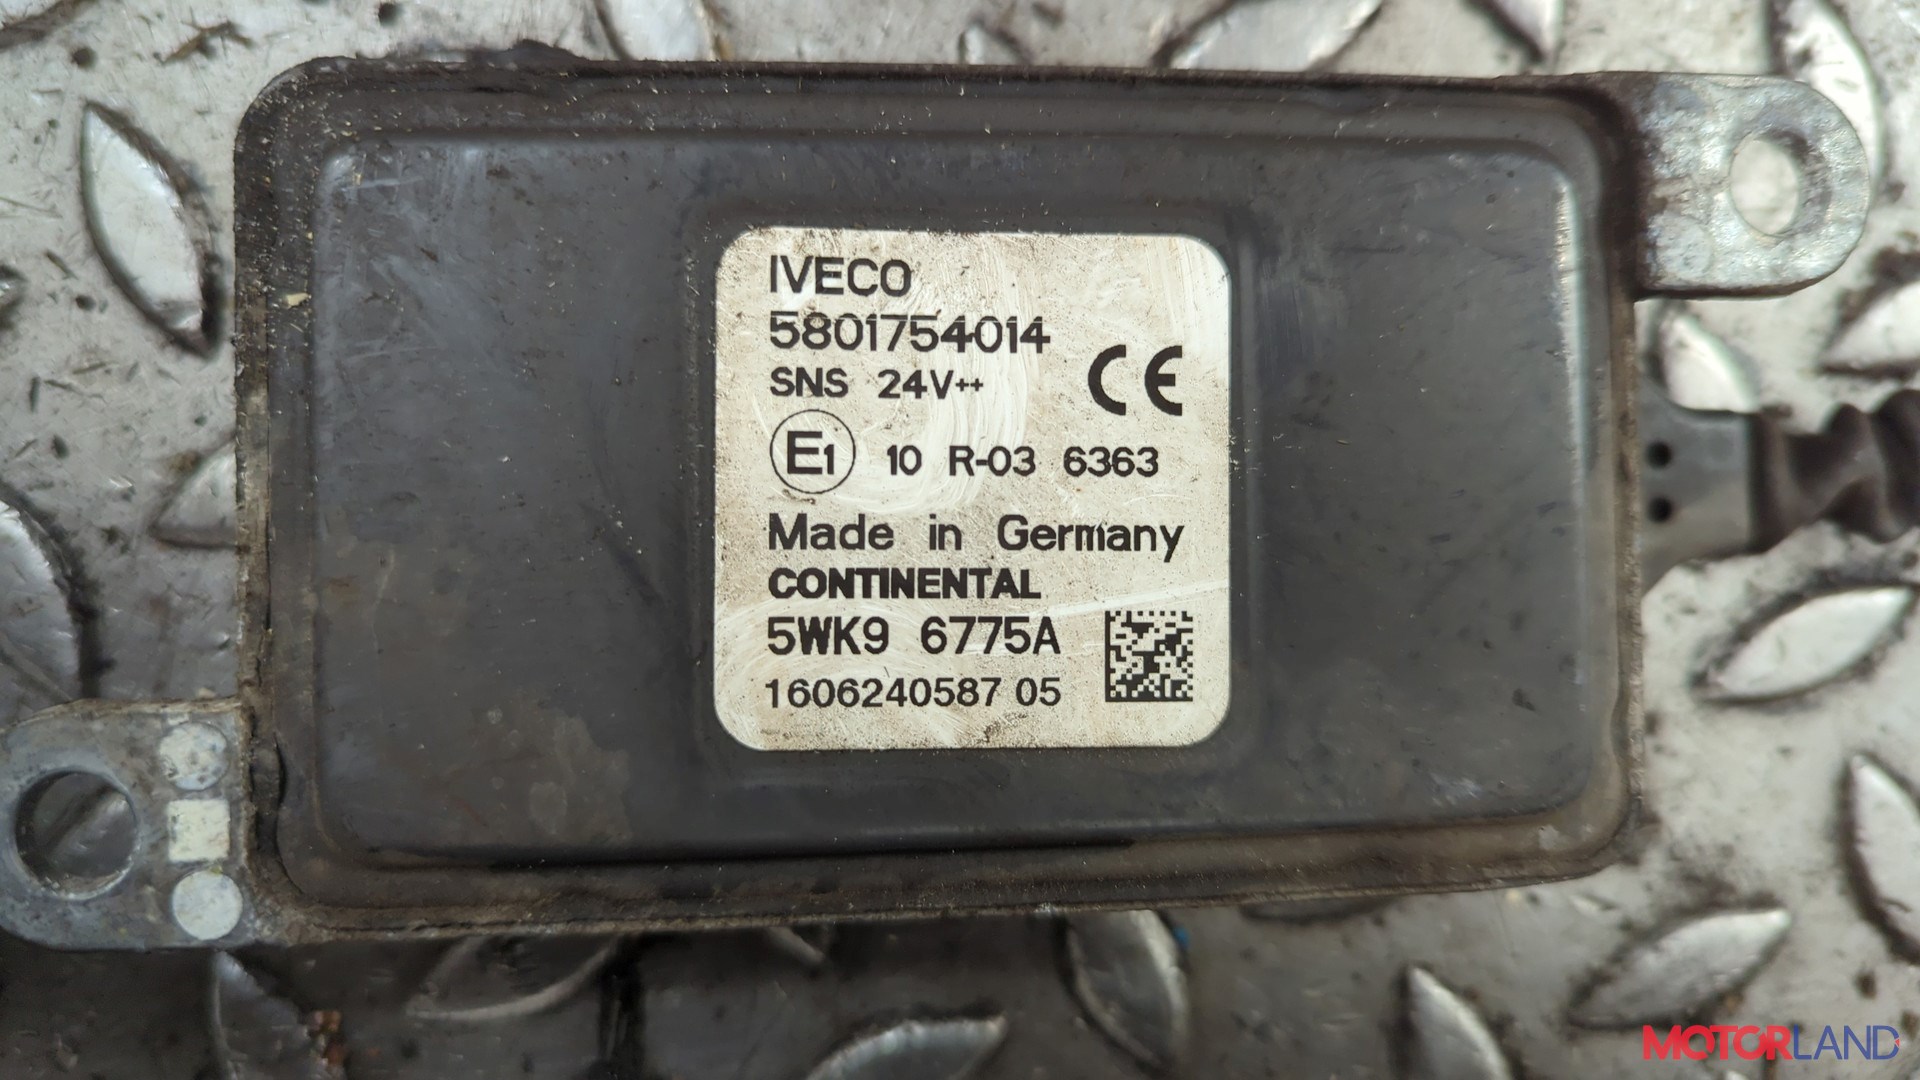 IVECO
5801754014
SNS 24V++
CE
E1 10 R-03 6363
Made in Germany
CONTINENTAL
5WK9 6775A
1606240587 05
MOTORLAND